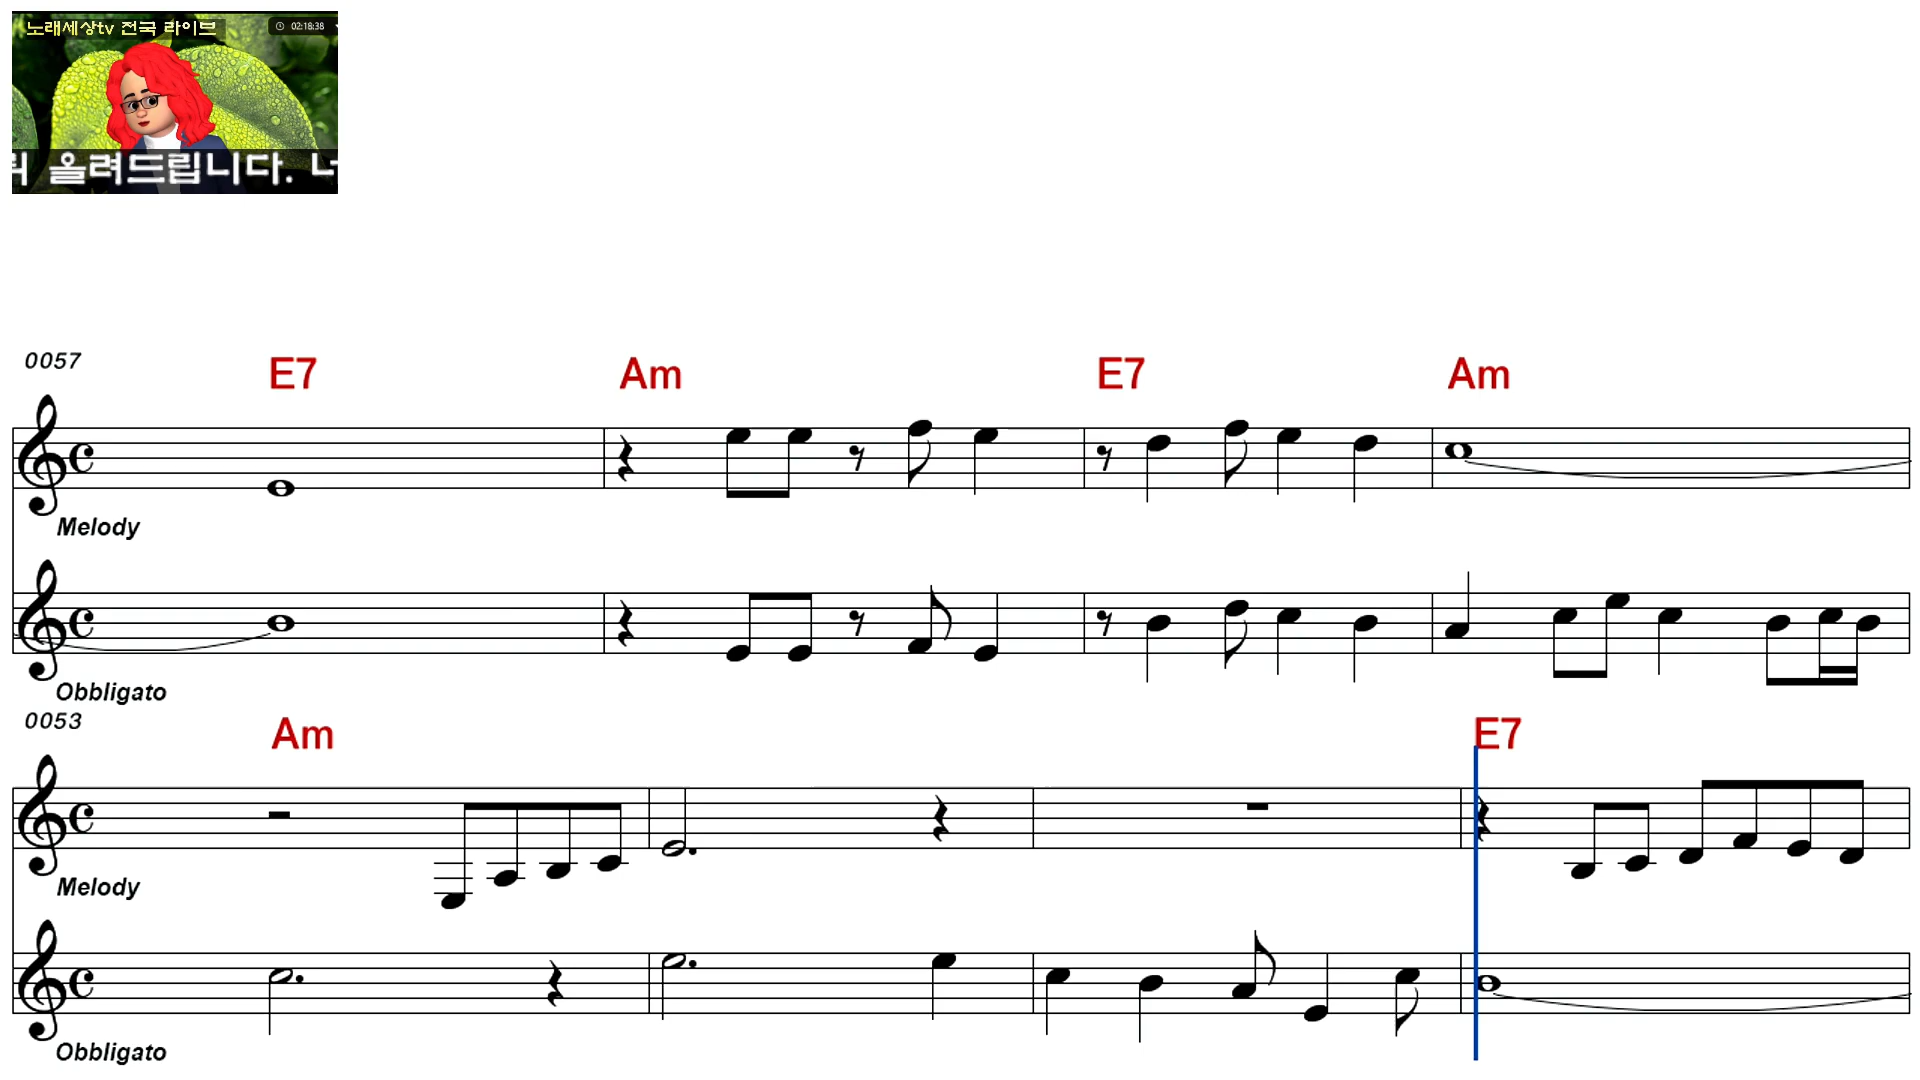 노래세상tv 전국 라이브
02:18:38
올려드립니다.
0057
E7 Am E7 Am
Melody
Obbligato
0053
Am E7
Melody
Obbligato